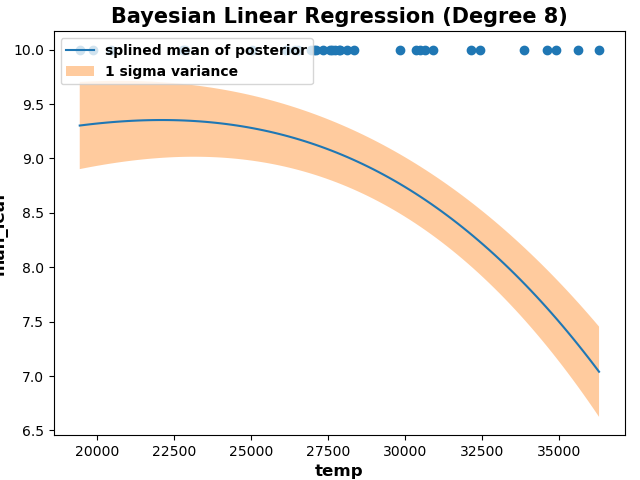 Bayesian Linear Regression (Degree 8)
splined mean of posterior
1 sigma variance
10.0
9.5
9.0
8.5
8.0
7.5
7.0
6.5
20000 22500 25000 27500 30000 32500 35000
temp